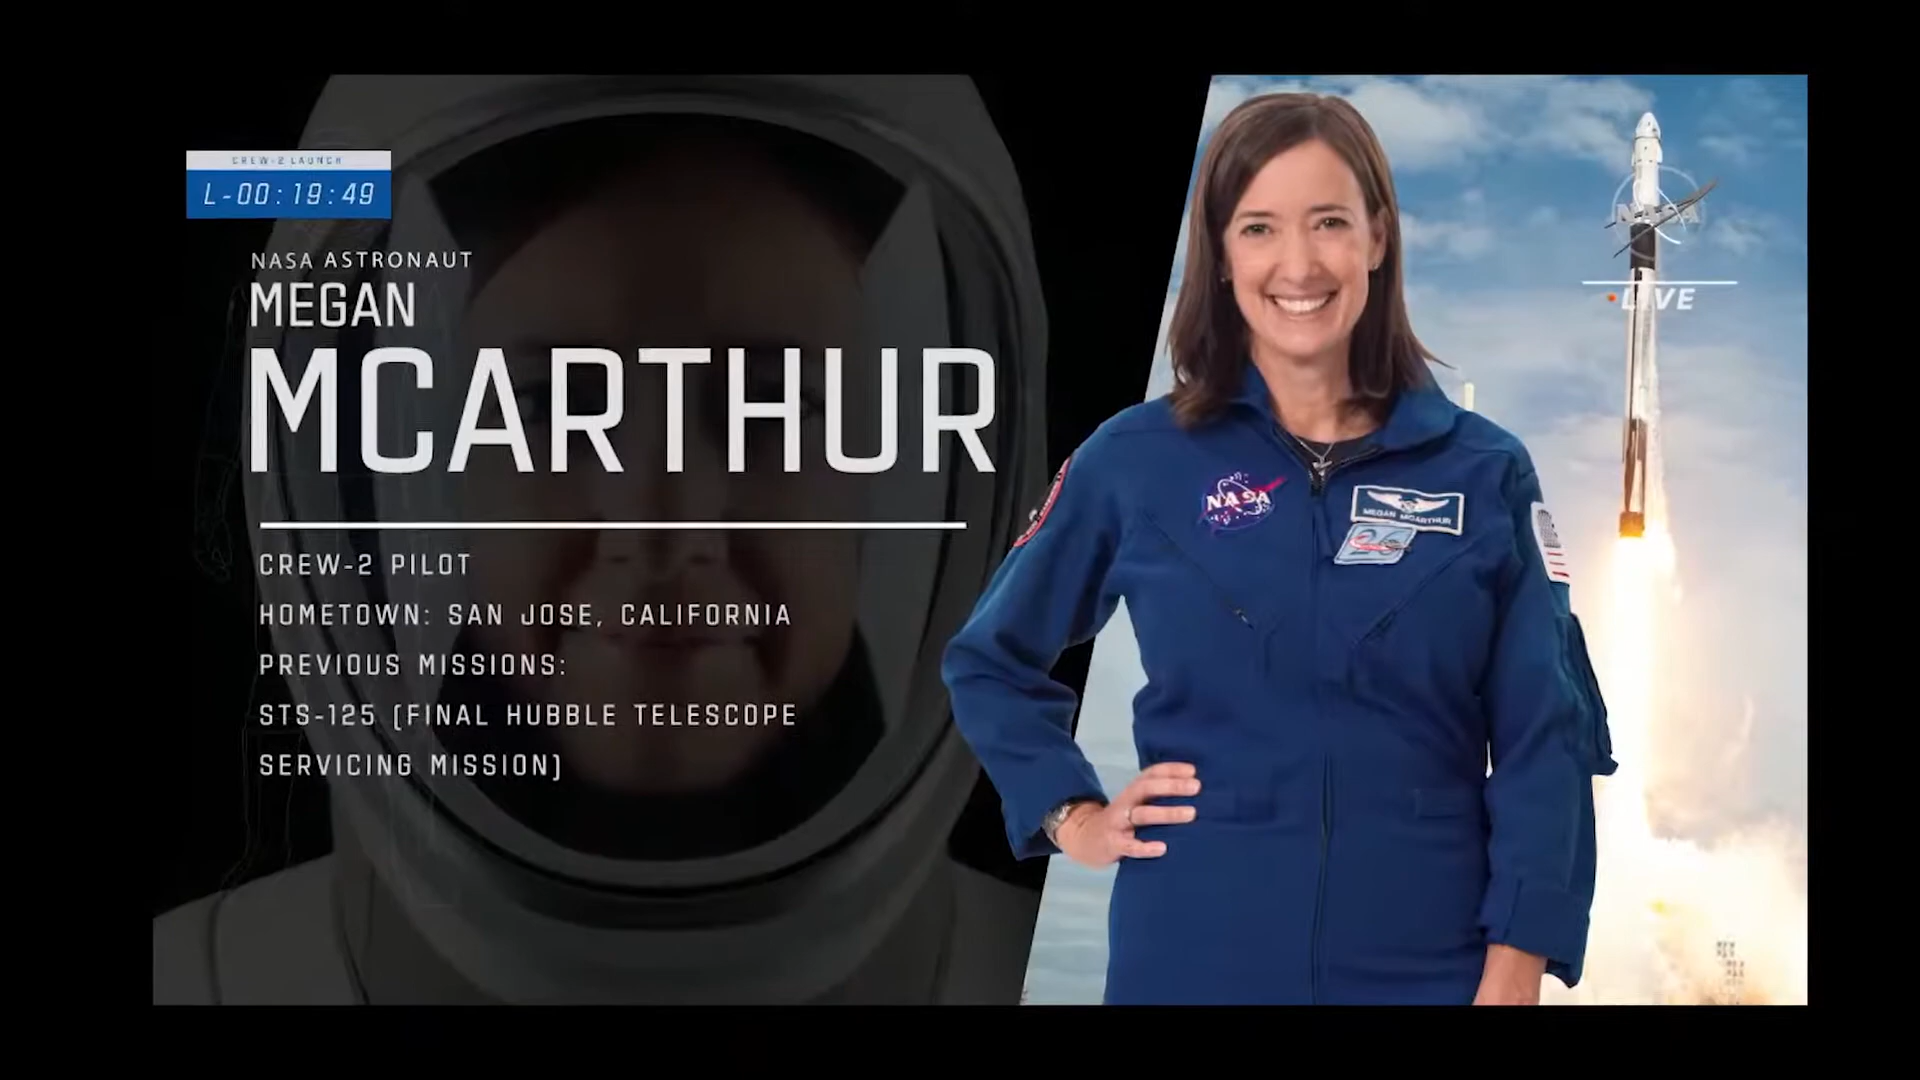 CREW-2 LAUNCH
L-00:19:49
NASA ASTRONAUT
MEGAN
MCARTHUR
CREW-2 PILOT
HOMETOWN: SAN JOSE, CALIFORNIA
PREVIOUS MISSIONS:
STS-125 (FINAL HUBBLE TELESCOPE
SERVICING MISSION)
NASA
LIVE
NASA
MEGAN MCARTHUR